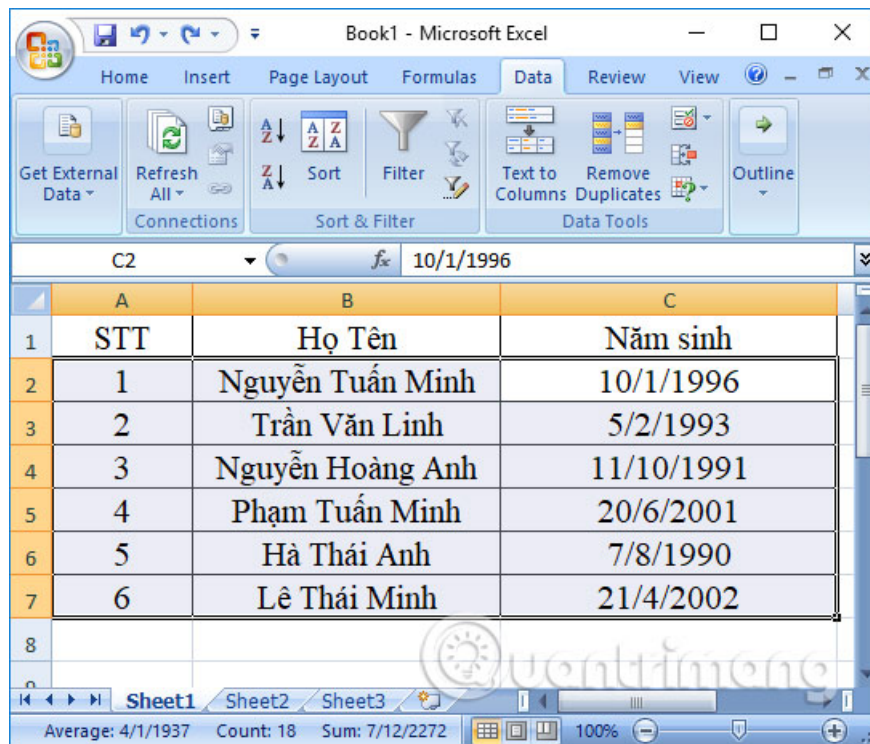 Book1 - Microsoft Excel
Home Insert Page Layout Formulas Data Review View
Get External Data
Refresh All
Sort
Filter
Text to Columns
Remove Duplicates
Outline
Connections
Sort & Filter
Data Tools
C2 fx 10/1/1996
A B C
1 STT Họ Tên Năm sinh
2 1 Nguyễn Tuấn Minh 10/1/1996
3 2 Trần Văn Linh 5/2/1993
4 3 Nguyễn Hoàng Anh 11/10/1991
5 4 Phạm Tuấn Minh 20/6/2001
6 5 Hà Thái Anh 7/8/1990
7 6 Lê Thái Minh 21/4/2002
8
Quantrimang
Sheet1 Sheet2 Sheet3
Average: 4/1/1937 Count: 18 Sum: 7/12/2272 100%